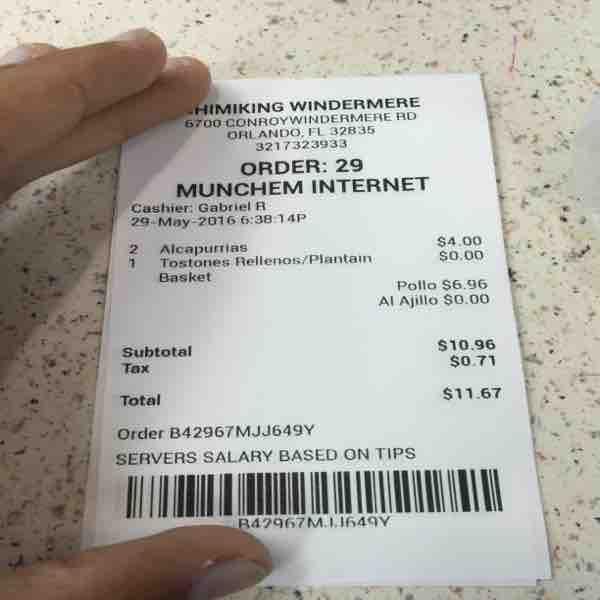 HIMIKING WINDERMERE
6700 CONROYWINDERMERE RD
ORLANDO, FL 32835
3217323933
ORDER: 29
MUNCHEM INTERNET
Cashier: Gabriel R
29-May-2016 6:38:14P
2 Alcapurrias $4.00
1 Tostones Rellenos/Plantain $0.00
Basket
Pollo $6.96
Al Ajillo $0.00
Subtotal $10.96
Tax $0.71
Total $11.67
Order B42967MJJ649Y
SERVERS SALARY BASED ON TIPS
B42967MJJ649Y